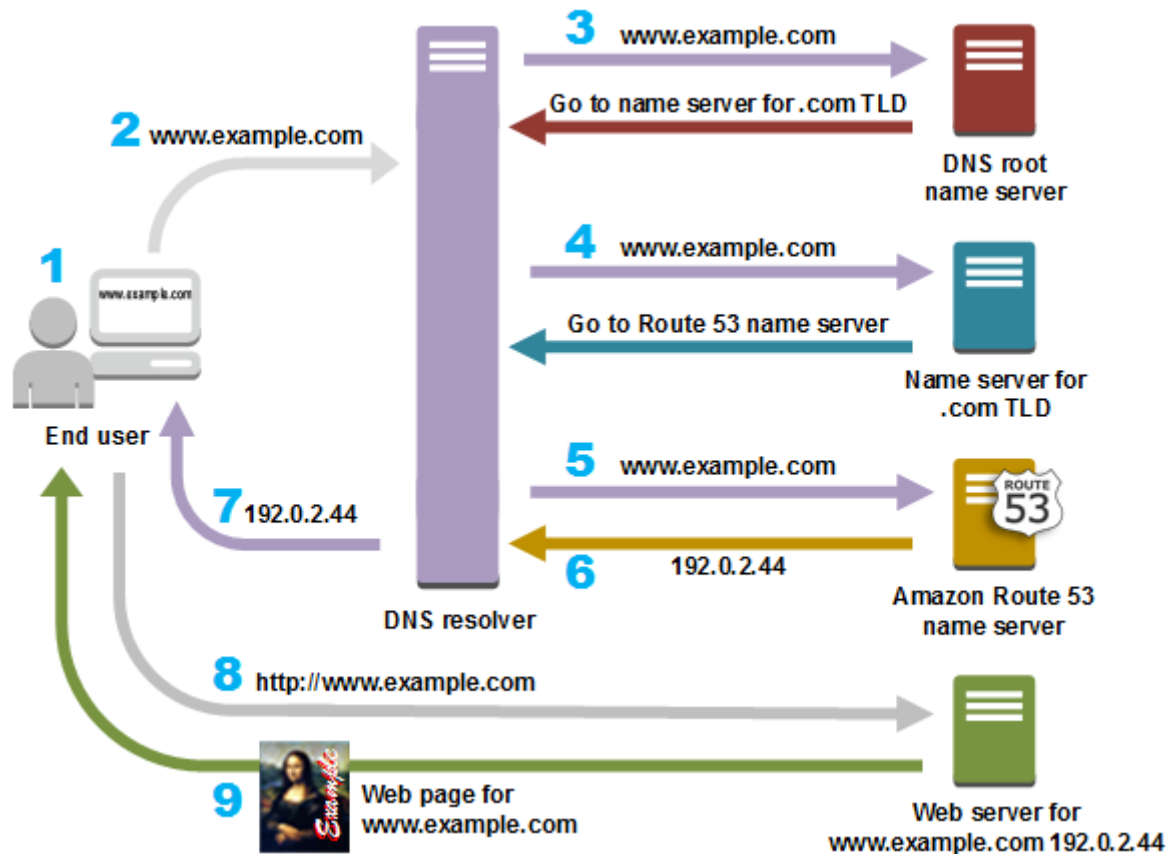 3 www.example.com
Go to name server for .com TLD
DNS root
name server
2 www.example.com
1
www.example.com
End user
4 www.example.com
Go to Route 53 name server
Name server for
.com TLD
5 www.example.com
ROUTE
53
6 192.0.2.44
Amazon Route 53
name server
7 192.0.2.44
DNS resolver
8 http://www.example.com
9
Example
Web page for
www.example.com
Web server for
www.example.com 192.0.2.44